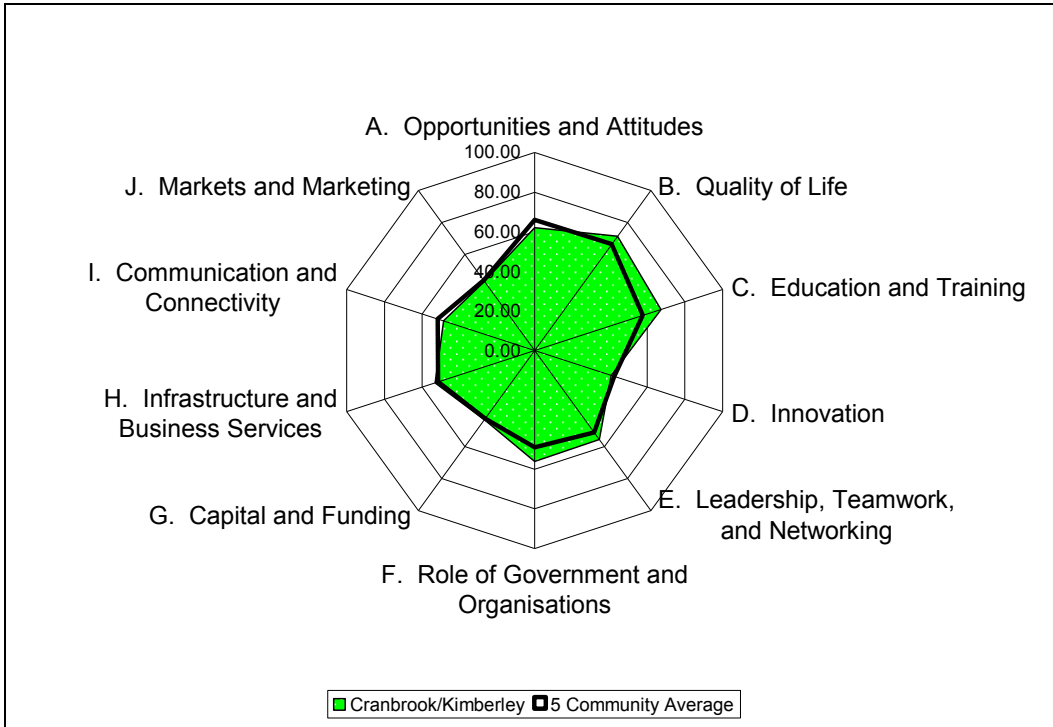 A. Opportunities and Attitudes
100.00
80.00
60.00
40.00
20.00
0.00
B. Quality of Life
C. Education and Training
D. Innovation
E. Leadership, Teamwork,
and Networking
F. Role of Government and
Organisations
G. Capital and Funding
H. Infrastructure and
Business Services
I. Communication and
Connectivity
J. Markets and Marketing
Cranbrook/Kimberley 5 Community Average